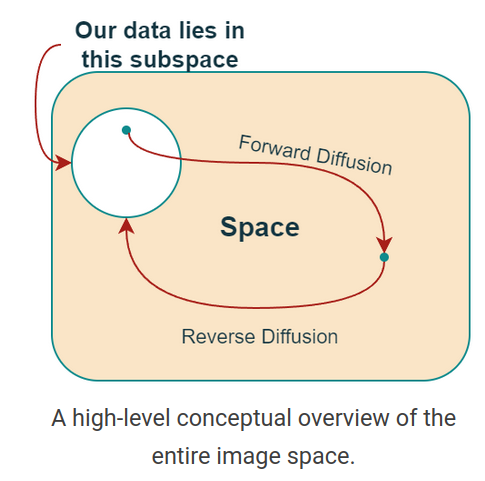 Our data lies in
this subspace
Forward Diffusion
Space
Reverse Diffusion
A high-level conceptual overview of the
entire image space.